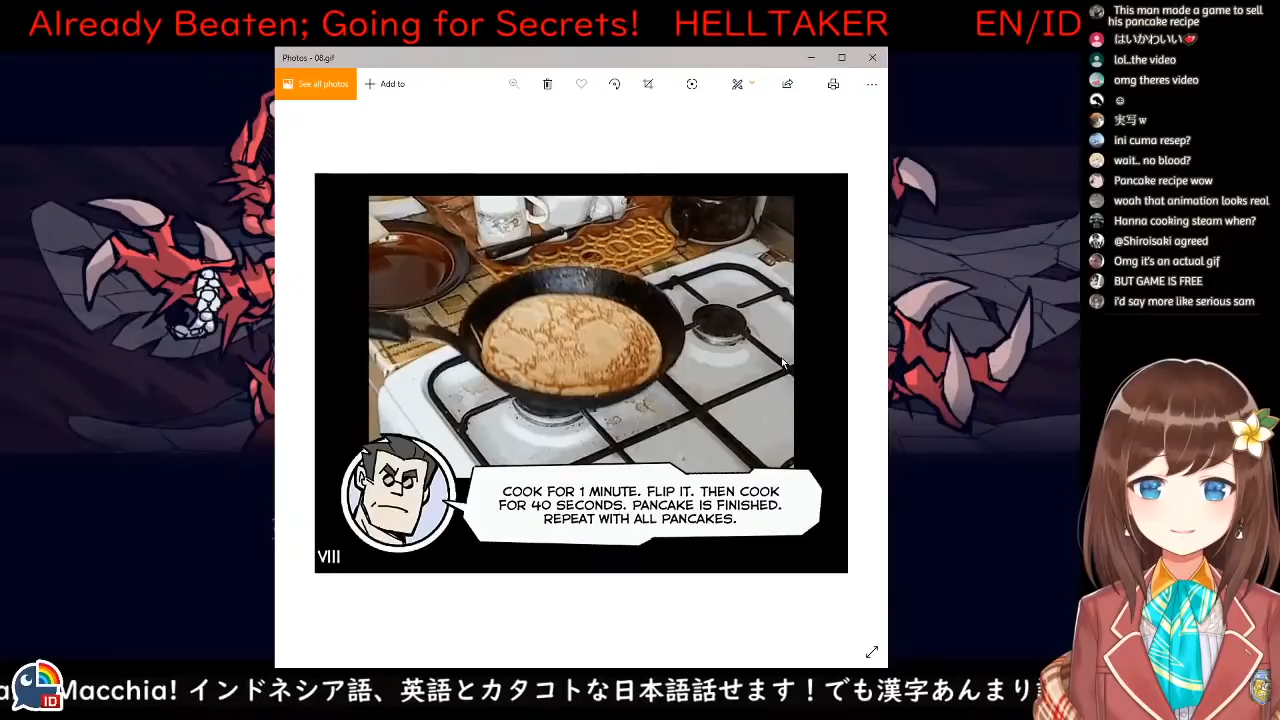 Already Beaten; Going for Secrets! HELLTAKER EN/ID
Photos - 08.gif
See all photos
Add to
COOK FOR 1 MINUTE. FLIP IT. THEN COOK
FOR 40 SECONDS. PANCAKE IS FINISHED.
REPEAT WITH ALL PANCAKES.
VIII
This man made a game to sell
his pancake recipe
はいかわいい💘
lol..the video
omg theres video
☺
実写ｗ
ini cuma resep?
wait.. no blood?
Pancake recipe wow
woah that animation looks real
Hanna cooking steam when?
@Shiroisaki agreed
Omg it's an actual gif
BUT GAME IS FREE
i'd say more like serious sam
Macchia! インドネシア語、英語とカタコトな日本語話せます！でも漢字あんまり
ID